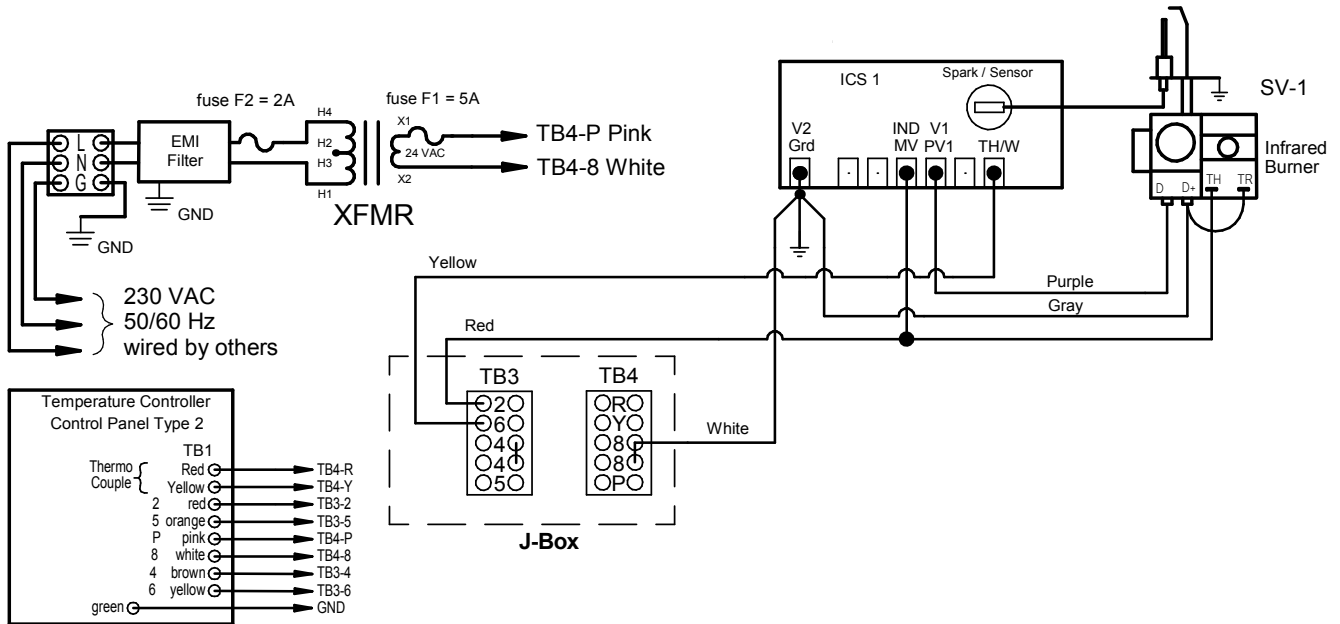 fuse F2 = 2A
fuse F1 = 5A
L
N
G
EMI
Filter
GND
GND
H4
H2
H3
H1
X1
24 VAC
X2
XFMR
TB4-P Pink
TB4-8 White
230 VAC
50/60 Hz
wired by others
ICS 1
Spark / Sensor
V2
Grd
IND
MV
V1
PV1
TH/W
SV-1
Infrared
Burner
D
D+
TH
TR
Yellow
Purple
Gray
Red
White
TB3
2
6
4
4
5
TB4
R
Y
8
8
P
J-Box
Temperature Controller
Control Panel Type 2
TB1
Thermo
Couple
Red TB4-R
Yellow TB4-Y
2 red TB3-2
5 orange TB3-5
P pink TB4-P
8 white TB4-8
4 brown TB3-4
6 yellow TB3-6
green GND